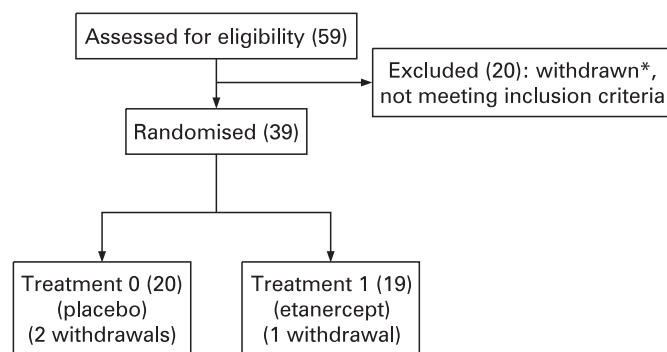 Assessed for eligibility (59)
Excluded (20): withdrawn*,
not meeting inclusion criteria
Randomised (39)
Treatment 0 (20)
(placebo)
(2 withdrawals)
Treatment 1 (19)
(etanercept)
(1 withdrawal)